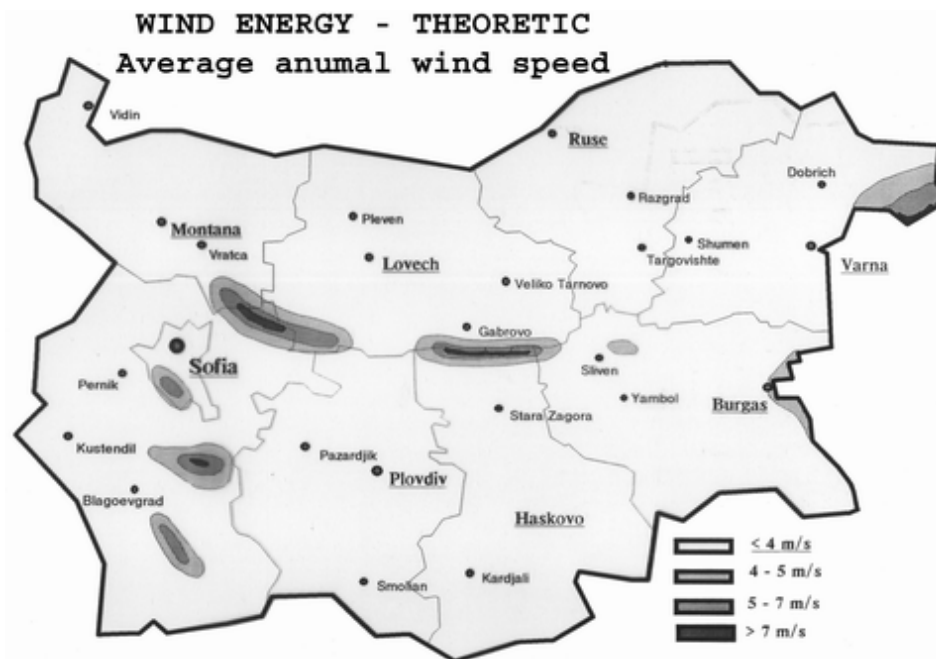 WIND ENERGY - THEORETIC
Average anumal wind speed
Vidin
Ruse
Dobrich
Razgrad
Montana
Pleven
Vratca
Lovech
Shumen
Targovishte
Varna
Veliko Tarnovo
Gabrovo
Sofia
Sliven
Pernik
Yambol
Burgas
Stara Zagora
Kustendil
Pazardjik
Plovdiv
Blagoevgrad
Haskovo
Smolian
Kardjali
< 4 m/s
4 - 5 m/s
5 - 7 m/s
> 7 m/s